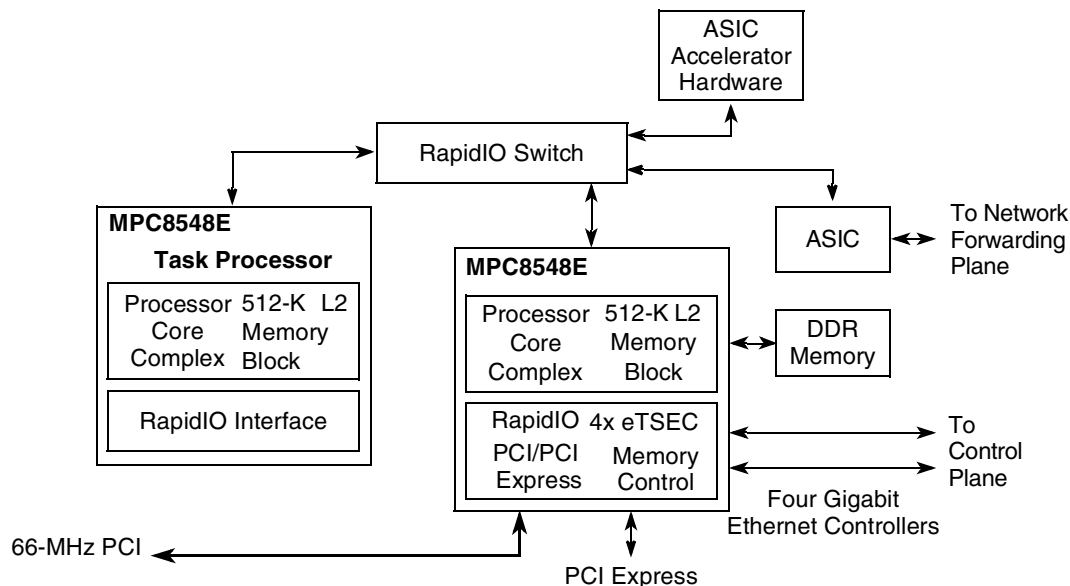 ASIC
Accelerator
Hardware
RapidIO Switch
MPC8548E
Task Processor
Processor 512-K L2
Core Memory
Complex Block
RapidIO Interface
MPC8548E
Processor 512-K L2
Core Memory
Complex Block
RapidIO 4x eTSEC
PCI/PCI Memory
Express Control
ASIC
To Network
Forwarding
Plane
DDR
Memory
To
Control
Plane
Four Gigabit
Ethernet Controllers
66-MHz PCI
PCI Express